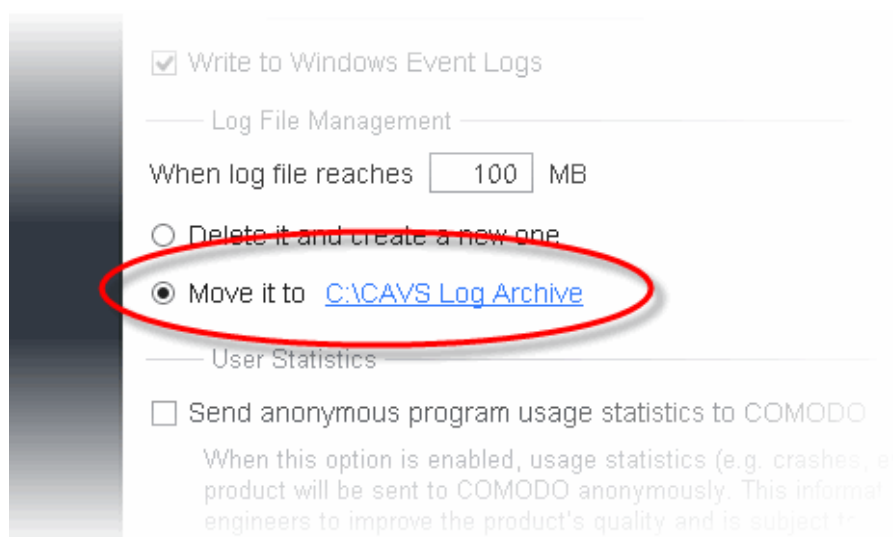 Write to Windows Event Logs
Log File Management
When log file reaches 100 MB
Delete it and create a new one
Move it to C:\CAVS Log Archive
User Statistics
Send anonymous program usage statistics to COMODO
When this option is enabled, usage statistics (e.g. crashes, e
product will be sent to COMODO anonymously. This informat
engineers to improve the product's quality and is subject to